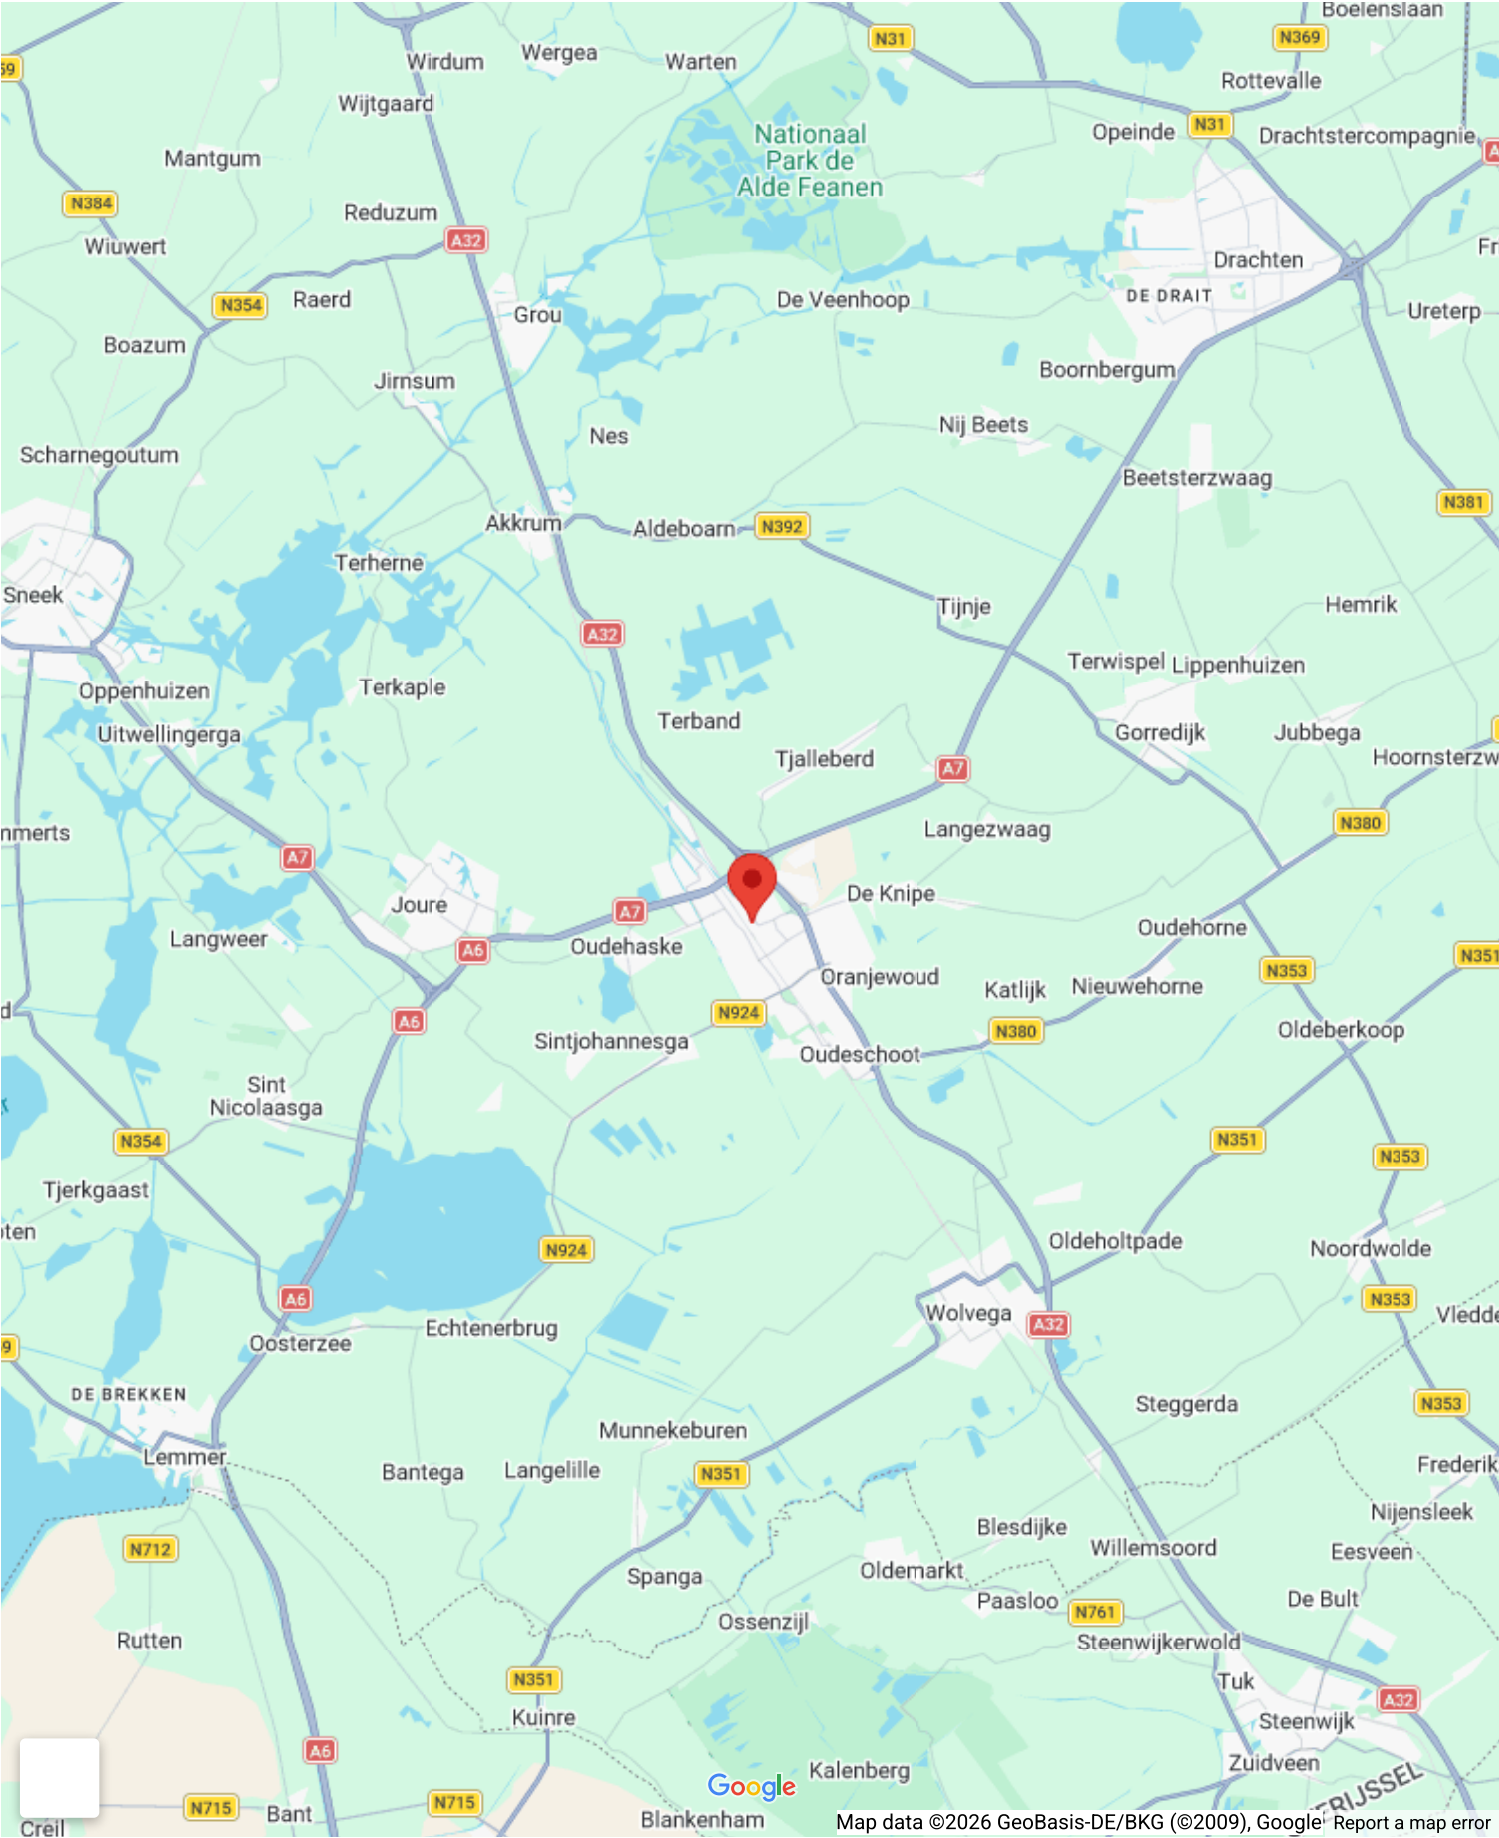 Boelenslaan
N31
N369
Wergea
Wirdum
Warten
59
Rottevalle
Wijtgaard
N31
Opeinde
Drachtstercompagnie
Nationaal
Park de
Alde Feanen
Mantgum
N384
Reduzum
A32
Wiuwert
Drachten
Fr
DE DRAIT
N354
Raerd
De Veenhoop
Grou
Ureterp
Boazum
Boornbergum
Jirnsum
Nij Beets
Nes
Scharnegoutum
Beetsterzwaag
N381
Akkrum
Aldeboarn
N392
Terherne
Sneek
Tijnje
Hemrik
A32
Terwispel
Lippenhuizen
Oppenhuizen
Terkaple
Terband
Uitwellingerga
Gorredijk
Jubbega
Tjalleberd
Hoornsterzw
A7
N380
Langezwaag
mmerts
A7
De Knipe
Joure
A7
Oudehorne
Langweer
Oudehaske
A6
N351
N353
Oranjewoud
Katlijk
Nieuwehorne
d
N924
A6
N380
Oldeberkoop
Sintjohannesga
Oudeschoot
Sint
Nicolaasga
N354
N351
N353
Tjerkgaast
oten
Oldeholtpade
Noordwolde
N924
A6
N353
Wolvega
A32
Vledde
Echtenerbrug
Oosterzee
9
DE BREKKEN
Steggerda
N353
Munnekeburen
Lemmer
Bantega
Langelille
N351
Frederik
Nijensleek
Blesdijke
N712
Willemsoord
Eesveen
Oldemarkt
Spanga
Paasloo
De Bult
N761
Ossenzijl
Rutten
Steenwijkerwold
N351
Tuk
A32
Kuinre
Steenwijk
A6
Zuidveen
Kalenberg
Google
N715
N715
Bant
Blankenham
ERIJSSEL
Creil
Map data ©2026 GeoBasis-DE/BKG (©2009), Google
Report a map error